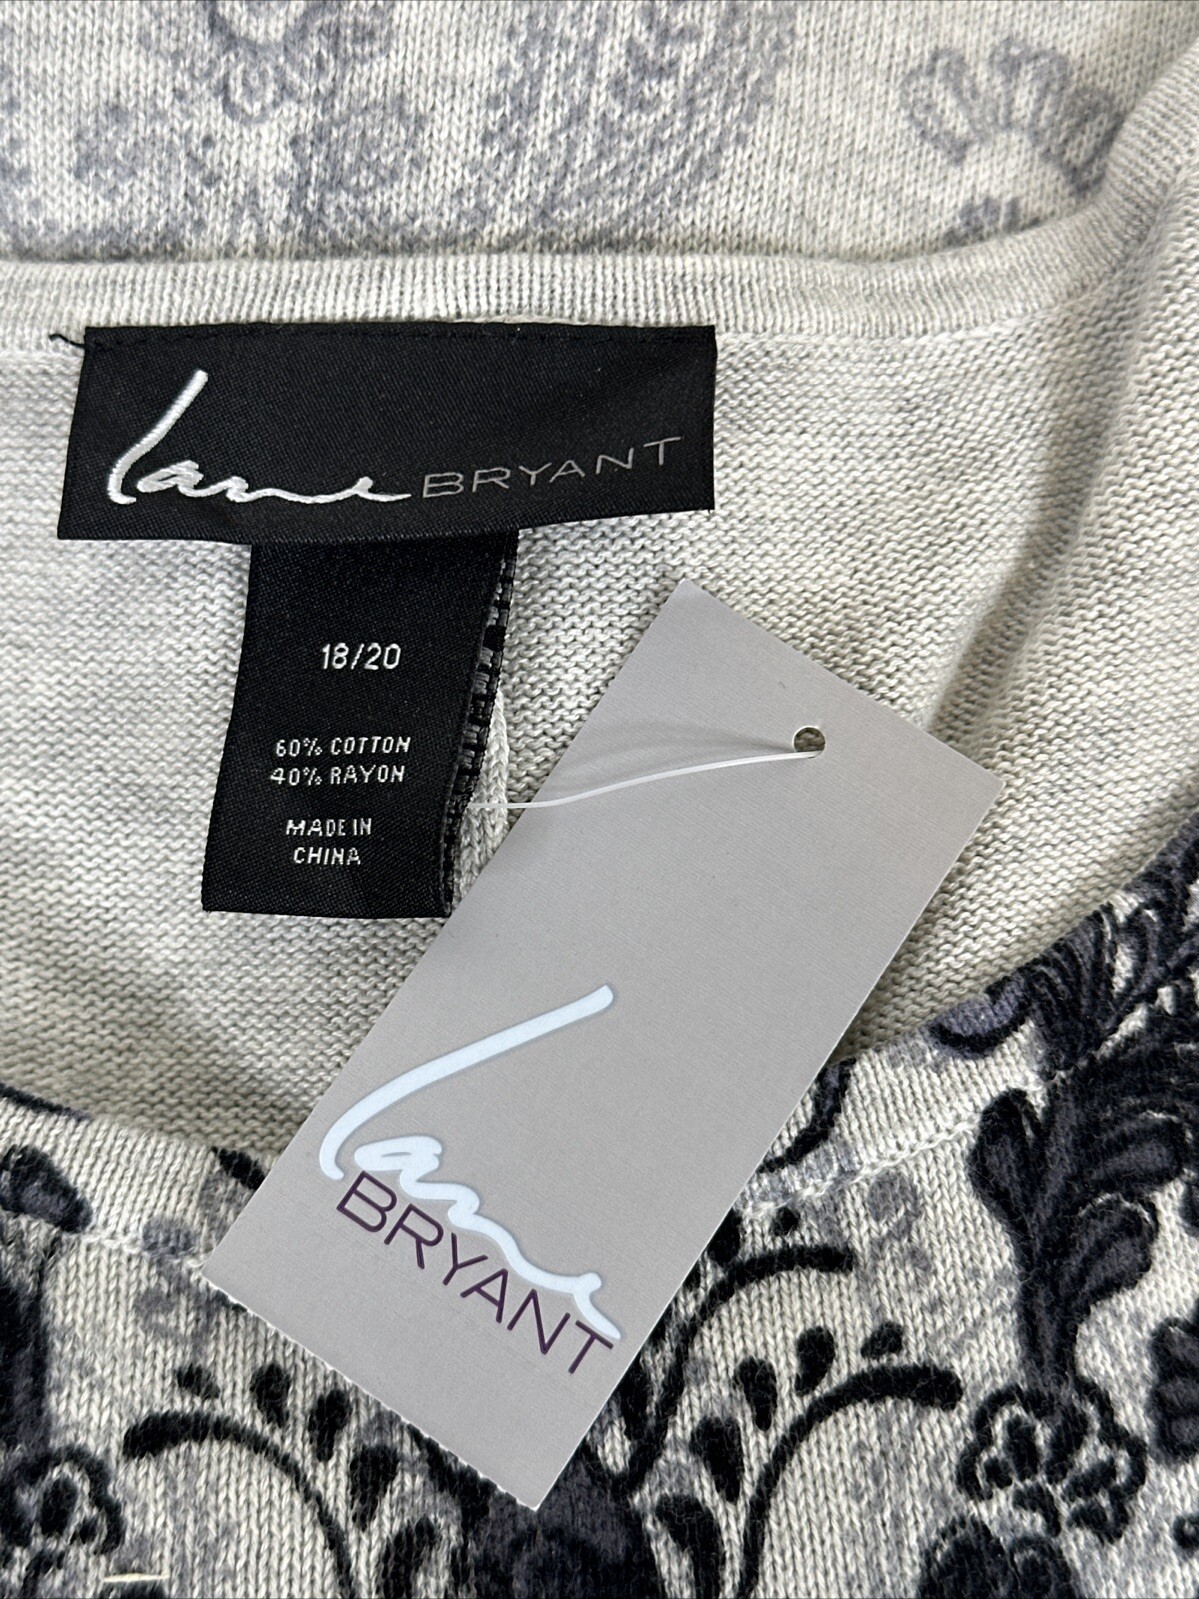 Lane BRYANT
18/20
60% COTTON
40% RAYON
MADE IN
CHINA
Lane
BRYANT